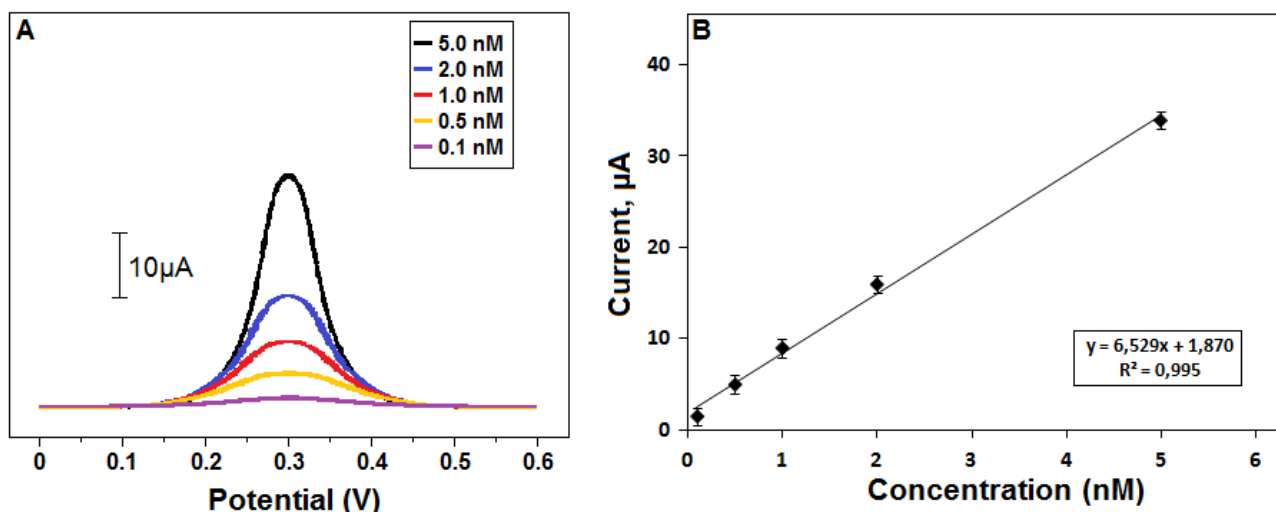 A
5.0 nM
2.0 nM
1.0 nM
0.5 nM
0.1 nM
10µA
0 0.1 0.2 0.3 0.4 0.5 0.6
Potential (V)
B
Current, µA
40
30
20
10
0
y = 6,529x + 1,870
R² = 0,995
0 1 2 3 4 5 6
Concentration (nM)